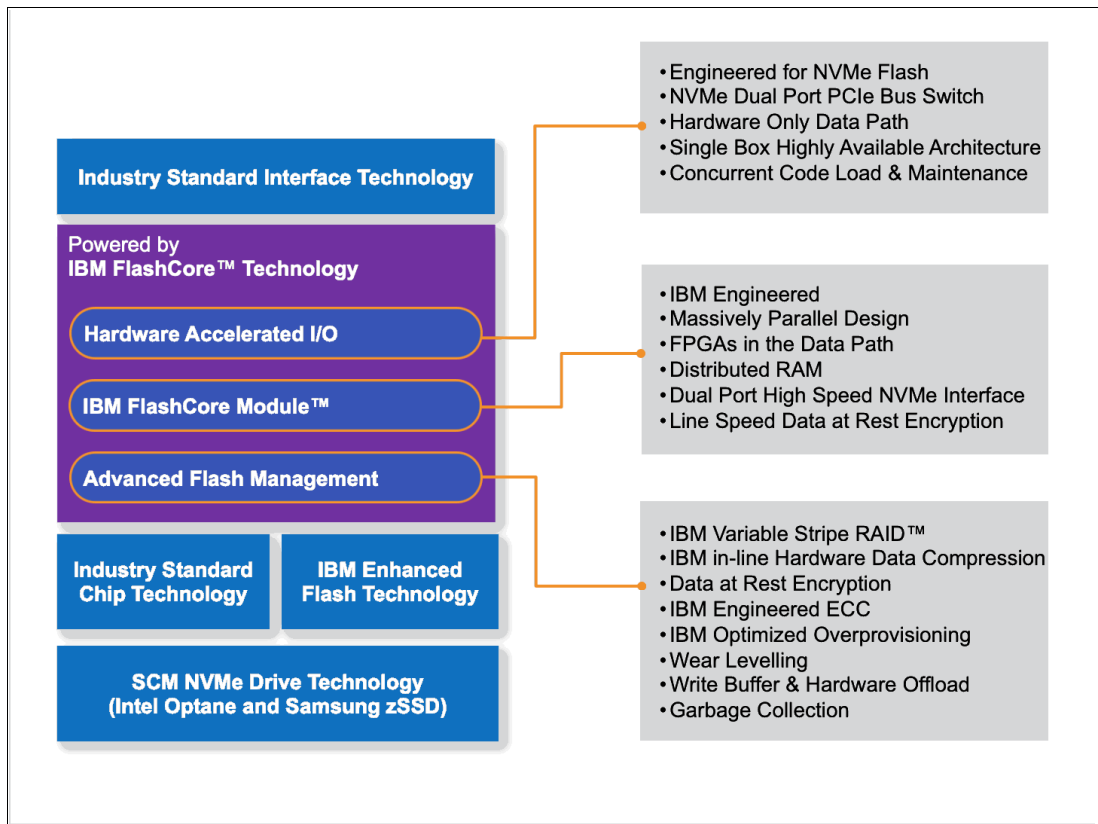 Industry Standard Interface Technology
Powered by
IBM FlashCore™ Technology
Hardware Accelerated I/O
IBM FlashCore Module™
Advanced Flash Management
Industry Standard
Chip Technology
IBM Enhanced
Flash Technology
SCM NVMe Drive Technology
(Intel Optane and Samsung zSSD)
•Engineered for NVMe Flash
•NVMe Dual Port PCIe Bus Switch
•Hardware Only Data Path
•Single Box Highly Available Architecture
•Concurrent Code Load & Maintenance
•IBM Engineered
•Massively Parallel Design
•FPGAs in the Data Path
•Distributed RAM
•Dual Port High Speed NVMe Interface
•Line Speed Data at Rest Encryption
•IBM Variable Stripe RAID™
•IBM in-line Hardware Data Compression
•Data at Rest Encryption
•IBM Engineered ECC
•IBM Optimized Overprovisioning
•Wear Levelling
•Write Buffer & Hardware Offload
•Garbage Collection